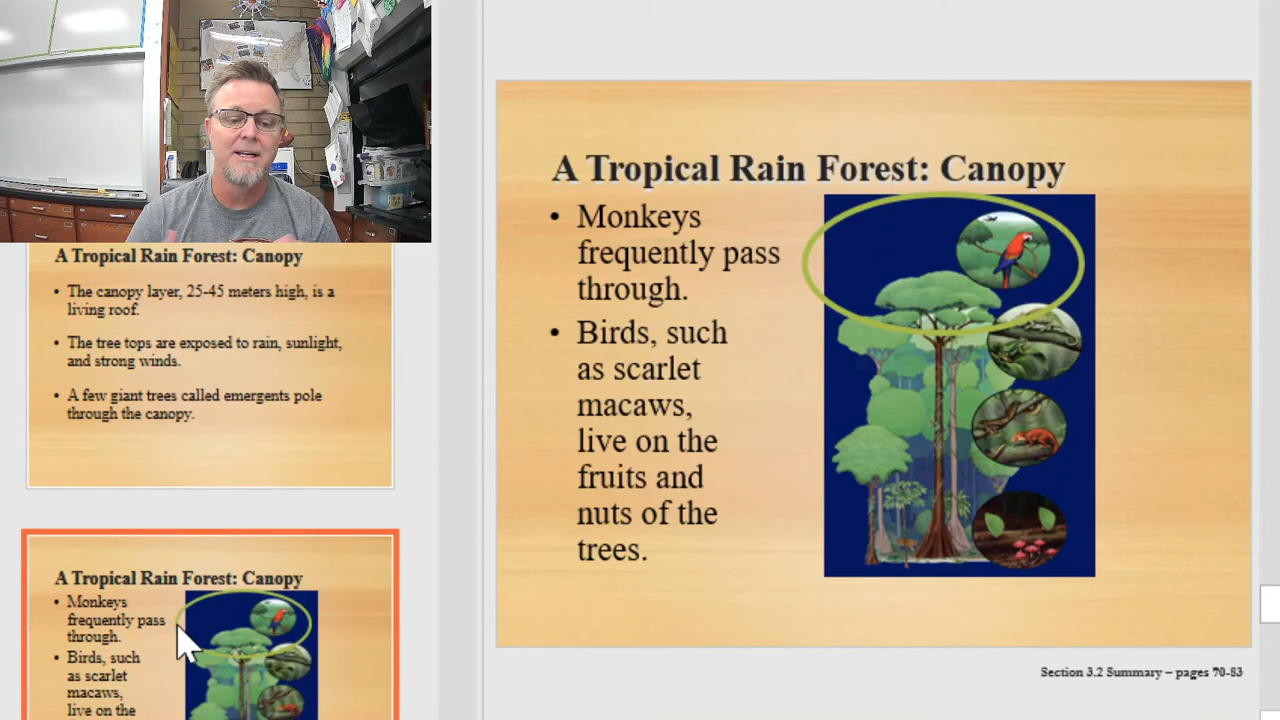 A Tropical Rain Forest: Canopy
• The canopy layer, 25-45 meters high, is a
living roof.
• The tree tops are exposed to rain, sunlight,
and strong winds.
• A few giant trees called emergents pole
through the canopy.
A Tropical Rain Forest: Canopy
• Monkeys
frequently pass
through.
• Birds, such
as scarlet
macaws,
live on the
A Tropical Rain Forest: Canopy
• Monkeys
frequently pass
through.
• Birds, such
as scarlet
macaws,
live on the
fruits and
nuts of the
trees.
Section 3.2 Summary – pages 70-83